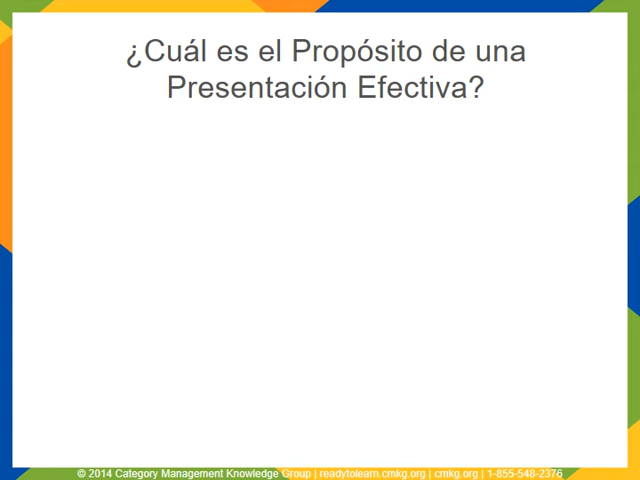 ¿Cuál es el Propósito de una
Presentación Efectiva?
© 2014 Category Management Knowledge Group | readytolearn.cmkg.org | cmkg.org | 1-855-548-2376